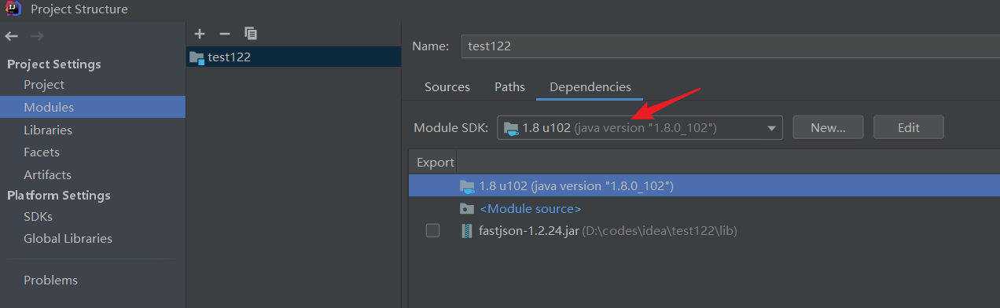 Project Structure
Project Settings
Project
Modules
Libraries
Facets
Artifacts
Platform Settings
SDKs
Global Libraries
Problems
test122
Name: test122
Sources Paths Dependencies
Module SDK: 1.8 u102 (java version "1.8.0_102") New... Edit
Export
1.8 u102 (java version "1.8.0_102")
<Module source>
fastjson-1.2.24.jar (D:\codes\idea\test122\lib)